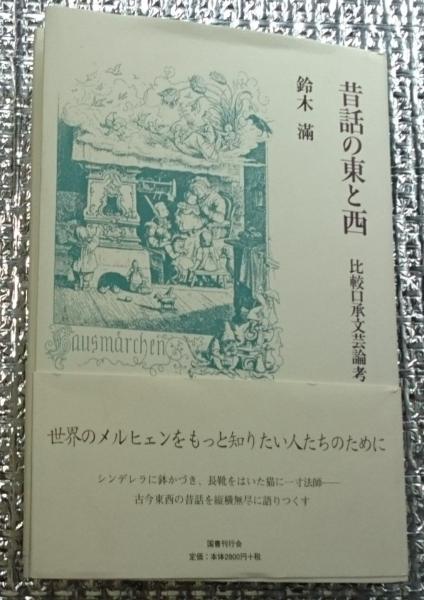 昔話の東と西
比較口承文芸論考
鈴木 滿
Hausmärchen
世界のメルヒェンをもっと知りたい人たちのために
シンデレラに鉢かづき、長靴をはいた猫に一寸法師――
古今東西の昔話を縦横無尽に語りつくす
国書刊行会
定価：本体2800円+税